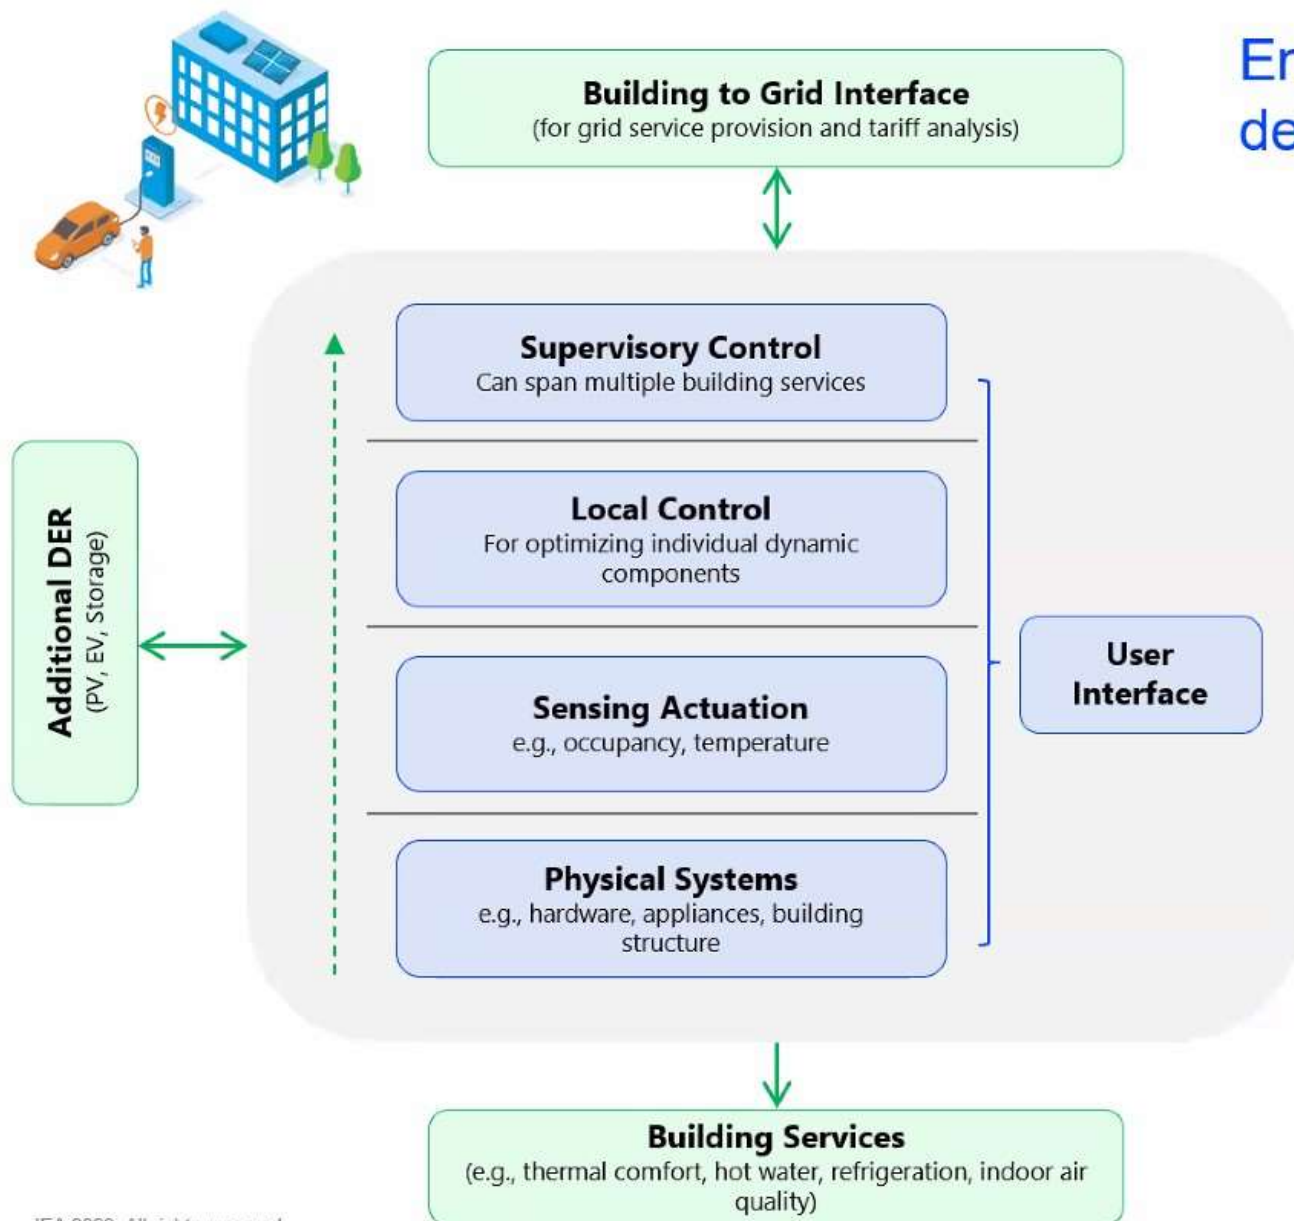 En
de
Building to Grid Interface
(for grid service provision and tariff analysis)
Supervisory Control
Can span multiple building services
Local Control
For optimizing individual dynamic
components
Sensing Actuation
e.g., occupancy, temperature
Physical Systems
e.g., hardware, appliances, building
structure
Additional DER
(PV, EV, Storage)
User
Interface
Building Services
(e.g., thermal comfort, hot water, refrigeration, indoor air
quality)